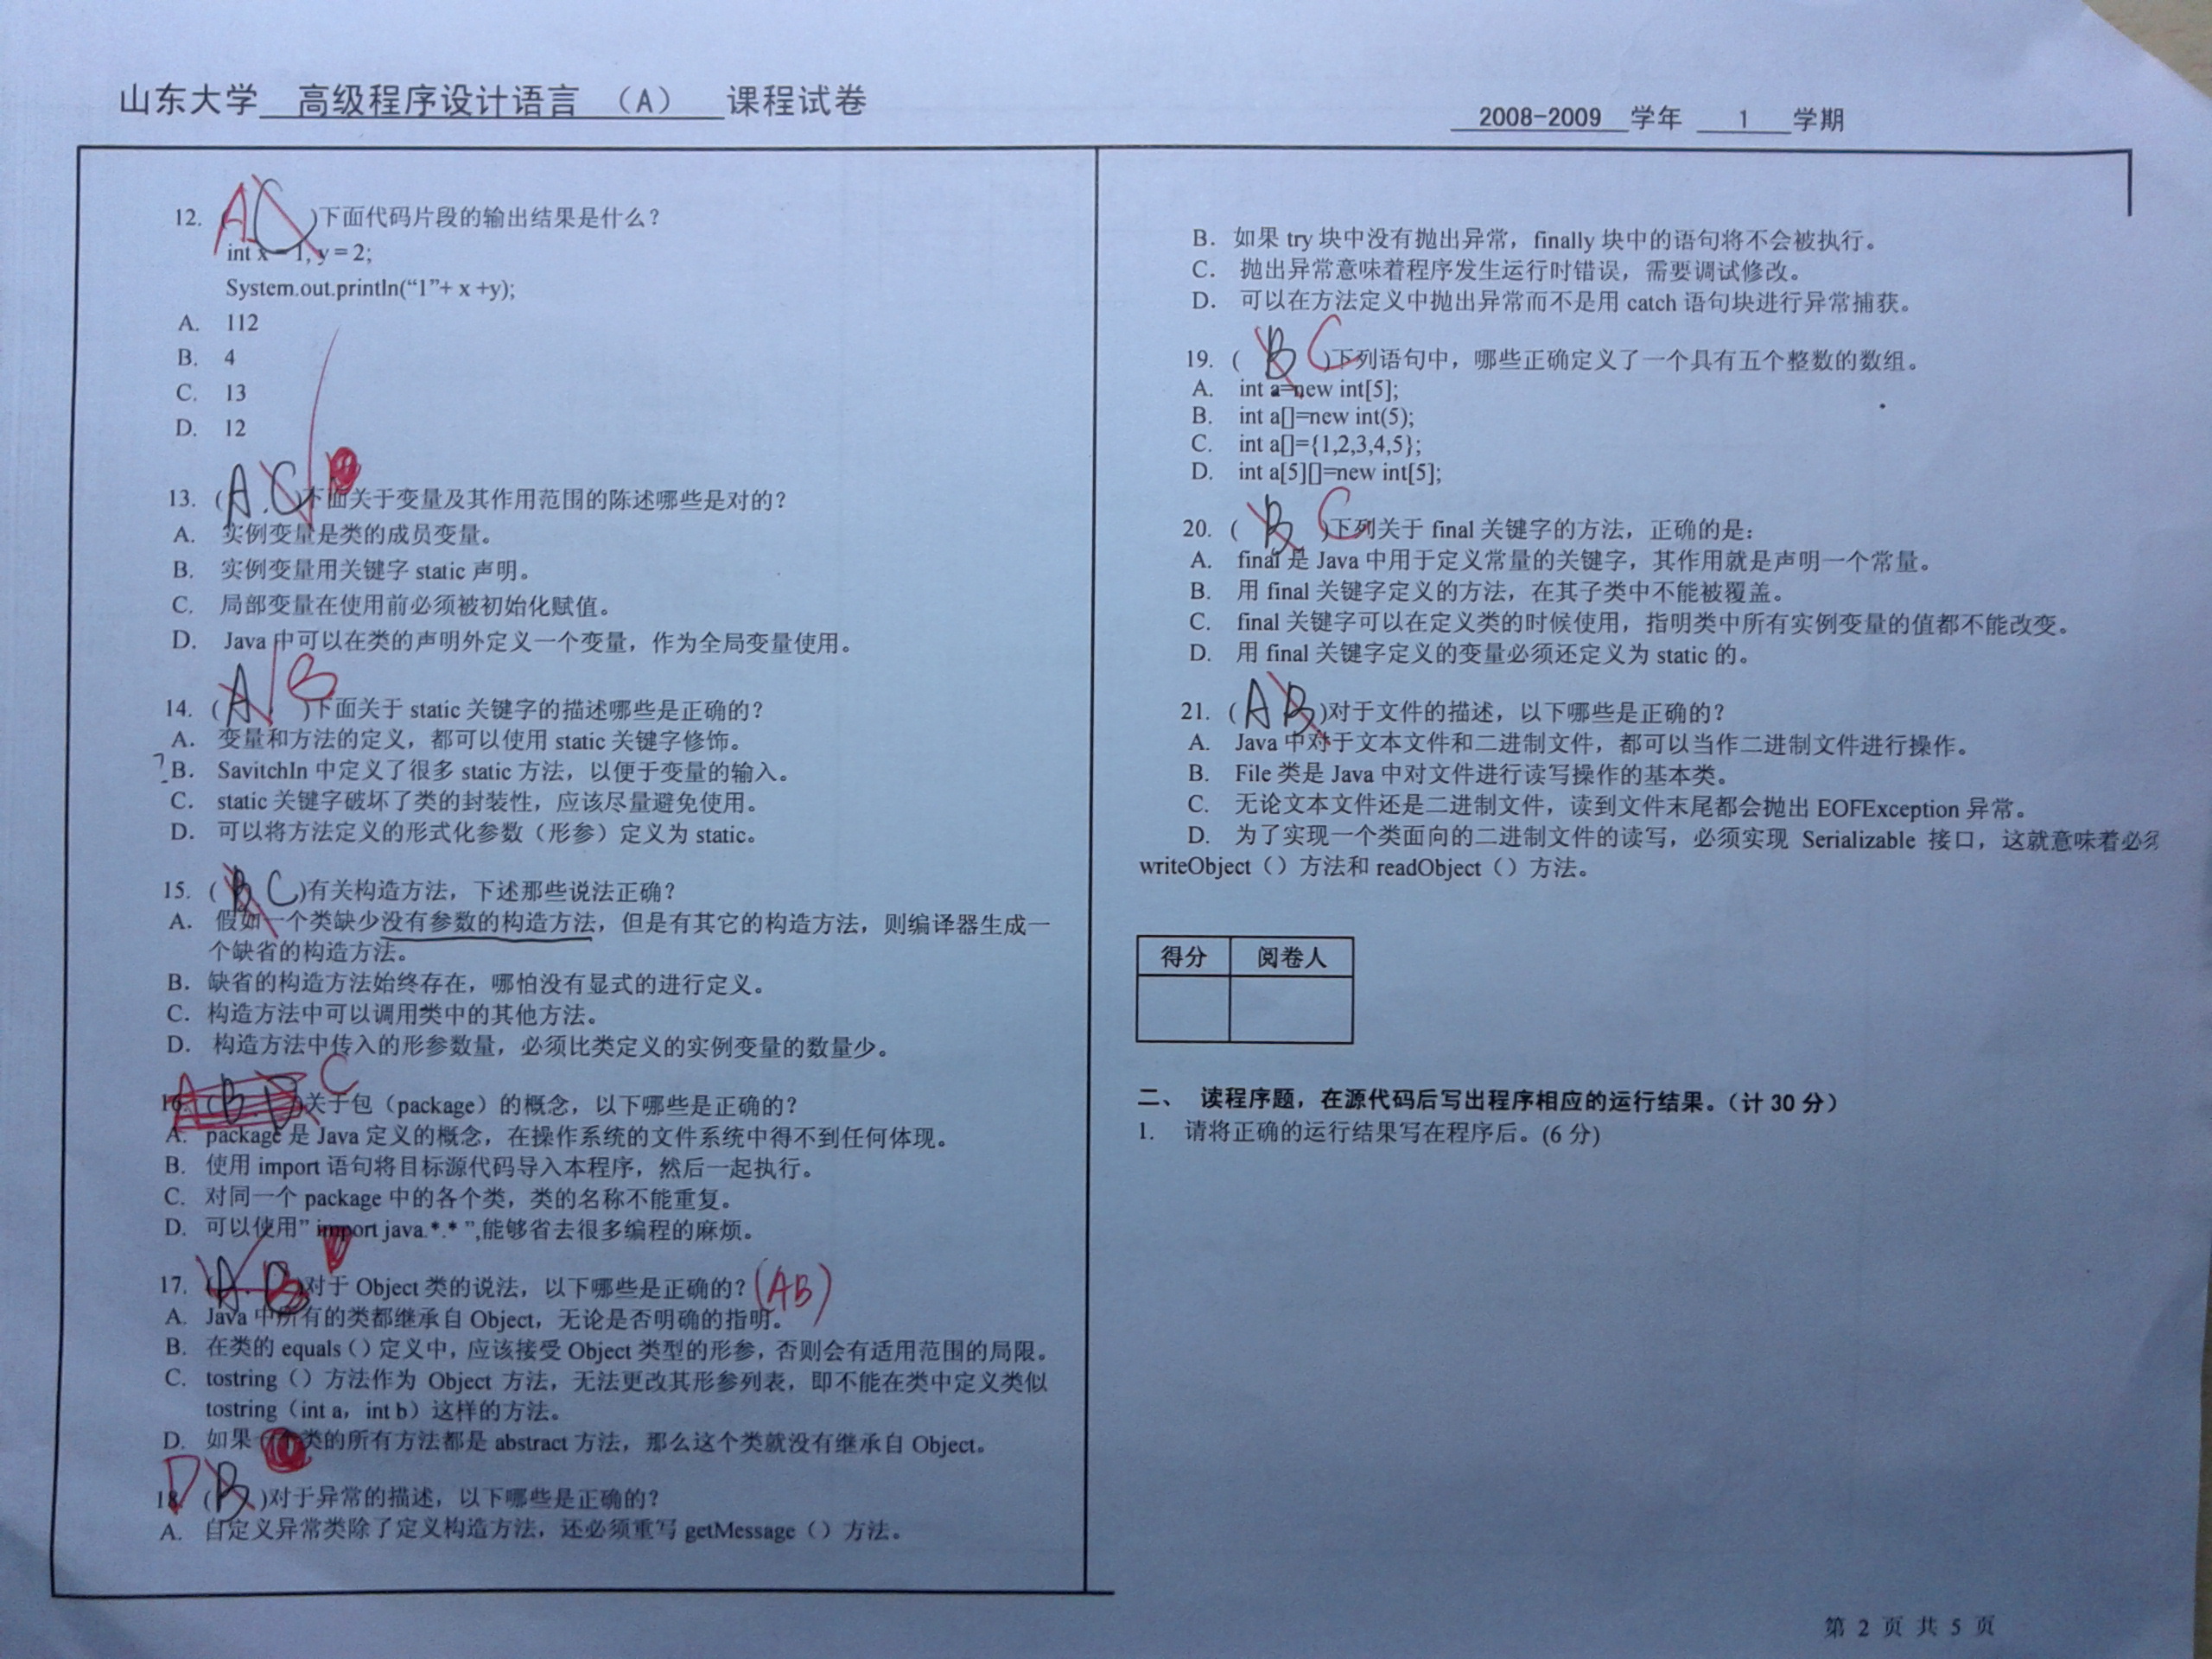 山东大学 高级程序设计语言 （A） 课程试卷
2008-2009 学年 1 学期
12. (AC)下面代码片段的输出结果是什么？
int x = 1, y = 2;
System.out.println(“1”+ x +y);
A. 112
B. 4
C. 13
D. 12
13. (A.C)下面关于变量及其作用范围的陈述哪些是对的？
A. 实例变量是类的成员变量。
B. 实例变量用关键字 static 声明。
C. 局部变量在使用前必须被初始化赋值。
D. Java 中可以在类的声明外定义一个变量，作为全局变量使用。
14. (A. B)下面关于 static 关键字的描述哪些是正确的？
A. 变量和方法的定义，都可以使用 static 关键字修饰。
?B. SavitchIn 中定义了很多 static 方法，以便于变量的输入。
C. static 关键字破坏了类的封装性，应该尽量避免使用。
D. 可以将方法定义的形式化参数（形参）定义为 static。
15. (B C)有关构造方法，下述那些说法正确？
A. 假如一个类缺少没有参数的构造方法，但是有其它的构造方法，则编译器生成一
个缺省的构造方法。
B. 缺省的构造方法始终存在，哪怕没有显式的进行定义。
C. 构造方法中可以调用类中的其他方法。
D. 构造方法中传入的形参数量，必须比类定义的实例变量的数量少。
16. (A B.D) C 关于包（package）的概念，以下哪些是正确的？
A. package 是 Java 定义的概念，在操作系统的文件系统中得不到任何体现。
B. 使用 import 语句将目标源代码导入本程序，然后一起执行。
C. 对同一个 package 中的各个类，类的名称不能重复。
D. 可以使用” import java.*.* ”,能够省去很多编程的麻烦。
17. (A. B)对于 Object 类的说法，以下哪些是正确的？(AB)
A. Java 中所有的类都继承自 Object，无论是否明确的指明。
B. 在类的 equals（）定义中，应该接受 Object 类型的形参，否则会有适用范围的局限。
C. tostring（）方法作为 Object 方法，无法更改其形参列表，即不能在类中定义类似
tostring（int a，int b）这样的方法。
D. 如果一个类的所有方法都是 abstract 方法，那么这个类就没有继承自 Object。
18. D (B)对于异常的描述，以下哪些是正确的？
A. 自定义异常类除了定义构造方法，还必须重写 getMessage（）方法。
B. 如果 try 块中没有抛出异常，finally 块中的语句将不会被执行。
C. 抛出异常意味着程序发生运行时错误，需要调试修改。
D. 可以在方法定义中抛出异常而不是用 catch 语句块进行异常捕获。
19. (B C)下列语句中，哪些正确定义了一个具有五个整数的数组。
A. int a=new int[5];
B. int a[]=new int(5);
C. int a[]={1,2,3,4,5};
D. int a[5][]=new int[5];
20. (B C)下列关于 final 关键字的方法，正确的是：
A. final 是 Java 中用于定义常量的关键字，其作用就是声明一个常量。
B. 用 final 关键字定义的方法，在其子类中不能被覆盖。
C. final 关键字可以在定义类的时候使用，指明类中所有实例变量的值都不能改变。
D. 用 final 关键字定义的变量必须还定义为 static 的。
21. (A B)对于文件的描述，以下哪些是正确的？
A. Java 中对于文本文件和二进制文件，都可以当作二进制文件进行操作。
B. File 类是 Java 中对文件进行读写操作的基本类。
C. 无论文本文件还是二进制文件，读到文件末尾都会抛出 EOFException 异常。
D. 为了实现一个类面向的二进制文件的读写，必须实现 Serializable 接口，这就意味着必须
writeObject（）方法和 readObject（）方法。
得分 阅卷人
二、 读程序题，在源代码后写出程序相应的运行结果。（计 30 分）
1. 请将正确的运行结果写在程序后。(6 分)
第 2 页 共 5 页